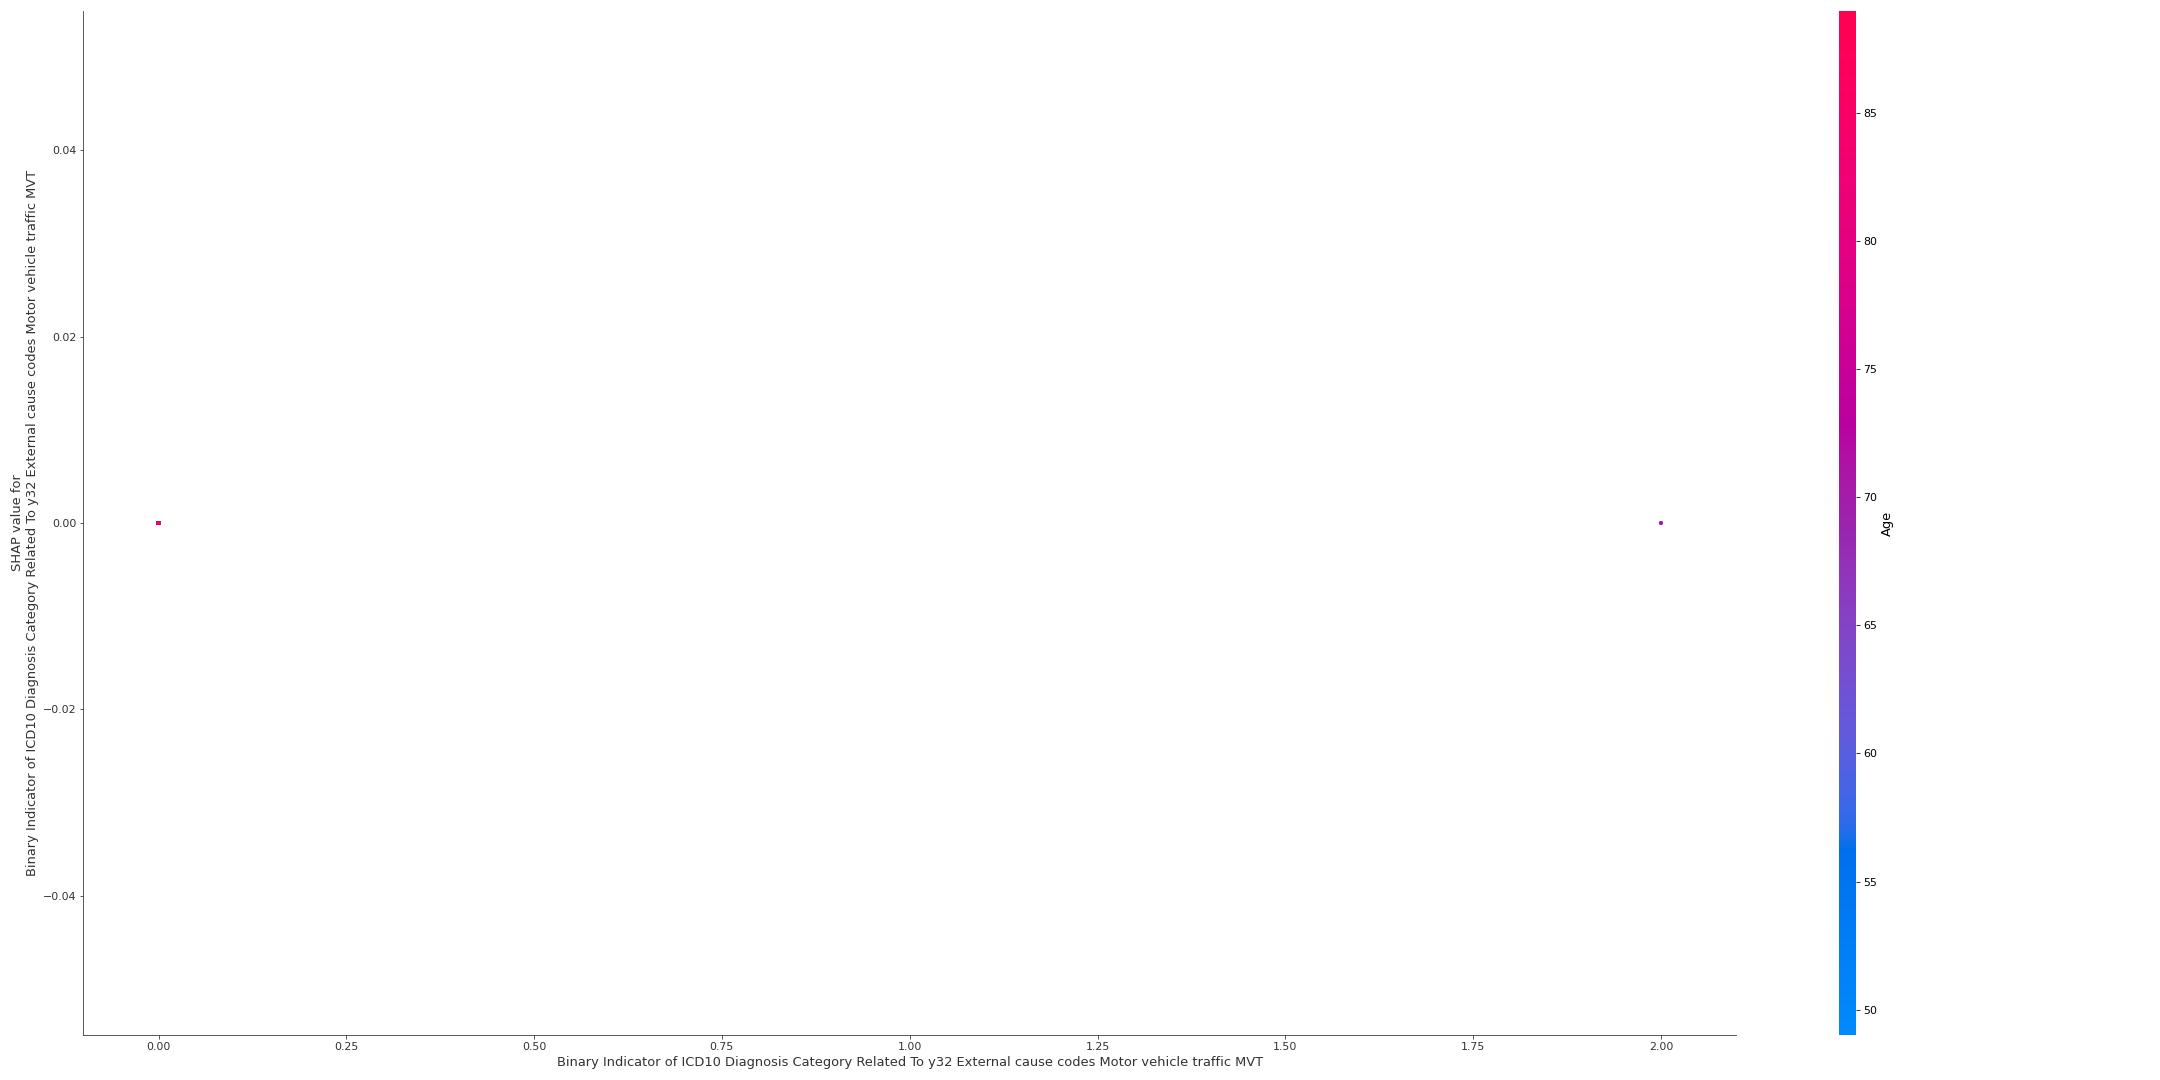 SHAP value for
Binary Indicator of ICD10 Diagnosis Category Related To y32 External cause codes Motor vehicle traffic MVT
0.04
0.02
0.00
−0.02
−0.04
0.00 0.25 0.50 0.75 1.00 1.25 1.50 1.75 2.00
Binary Indicator of ICD10 Diagnosis Category Related To y32 External cause codes Motor vehicle traffic MVT
85
80
75
70
65
60
55
50
Age